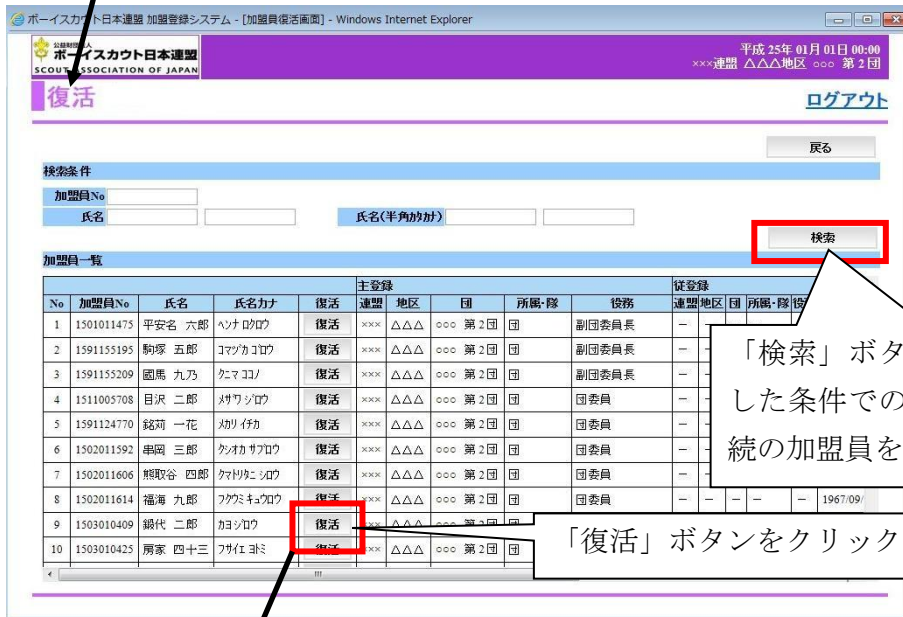 ボーイスカウト日本連盟 加盟登録システム - [加盟員復活画面] - Windows Internet Explorer
公益財団法人
ボーイスカウト日本連盟
SCOUT ASSOCIATION OF JAPAN
平成 25年 01月 01日 00:00
×××連盟 △△△地区 ○○○ 第 2 団
復活
ログアウト
戻る
検索条件
加盟員No
氏名 氏名(半角カタカナ)
検索
加盟員一覧
主登録 従登録
No 加盟員No 氏名 氏名カナ 復活 連盟 地区 団 所属・隊 役務 連盟 地区 団 所属・隊
1 1501011475 平安名 六郎 ヘンナ ロクロウ 復活 ××× △△△ ○○○ 第 2 団 団 副団委員長 －
2 1591155195 駒塚 五郎 コマヅカ ゴロウ 復活 ××× △△△ ○○○ 第 2 団 団 副団委員長 －
3 1591155209 國馬 九乃 クニマ ココノ 復活 ××× △△△ ○○○ 第 2 団 団 副団委員長 －
4 1511005708 目沢 二郎 メサワ ジロウ 復活 ××× △△△ ○○○ 第 2 団 団 団委員 －
5 1591124770 銘苅 一花 メカリ イチカ 復活 ××× △△△ ○○○ 第 2 団 団 団委員 －
6 1502011592 串岡 三郎 クシオカ サブロウ 復活 ××× △△△ ○○○ 第 2 団 団 団委員 －
7 1502011606 熊取谷 四郎 クマトリタニ シロウ 復活 ××× △△△ ○○○ 第 2 団 団 団委員 －
8 1502011614 福海 九郎 フクウミ キュウロウ 復活 ××× △△△ ○○○ 第 2 団 団 団委員 － － － － － 1967/09/
9 1503010409 鍛代 二郎 カヨ ジロウ 復活 ××× △△△ ○○○ 第 2 団 団
10 1503010425 房家 四十三 フサイエ ヨトミ 復活 ××× △△△ ○○○ 第 2 団 団
「検索」ボタ
した条件での
続の加盟員を
「復活」ボタンをクリック